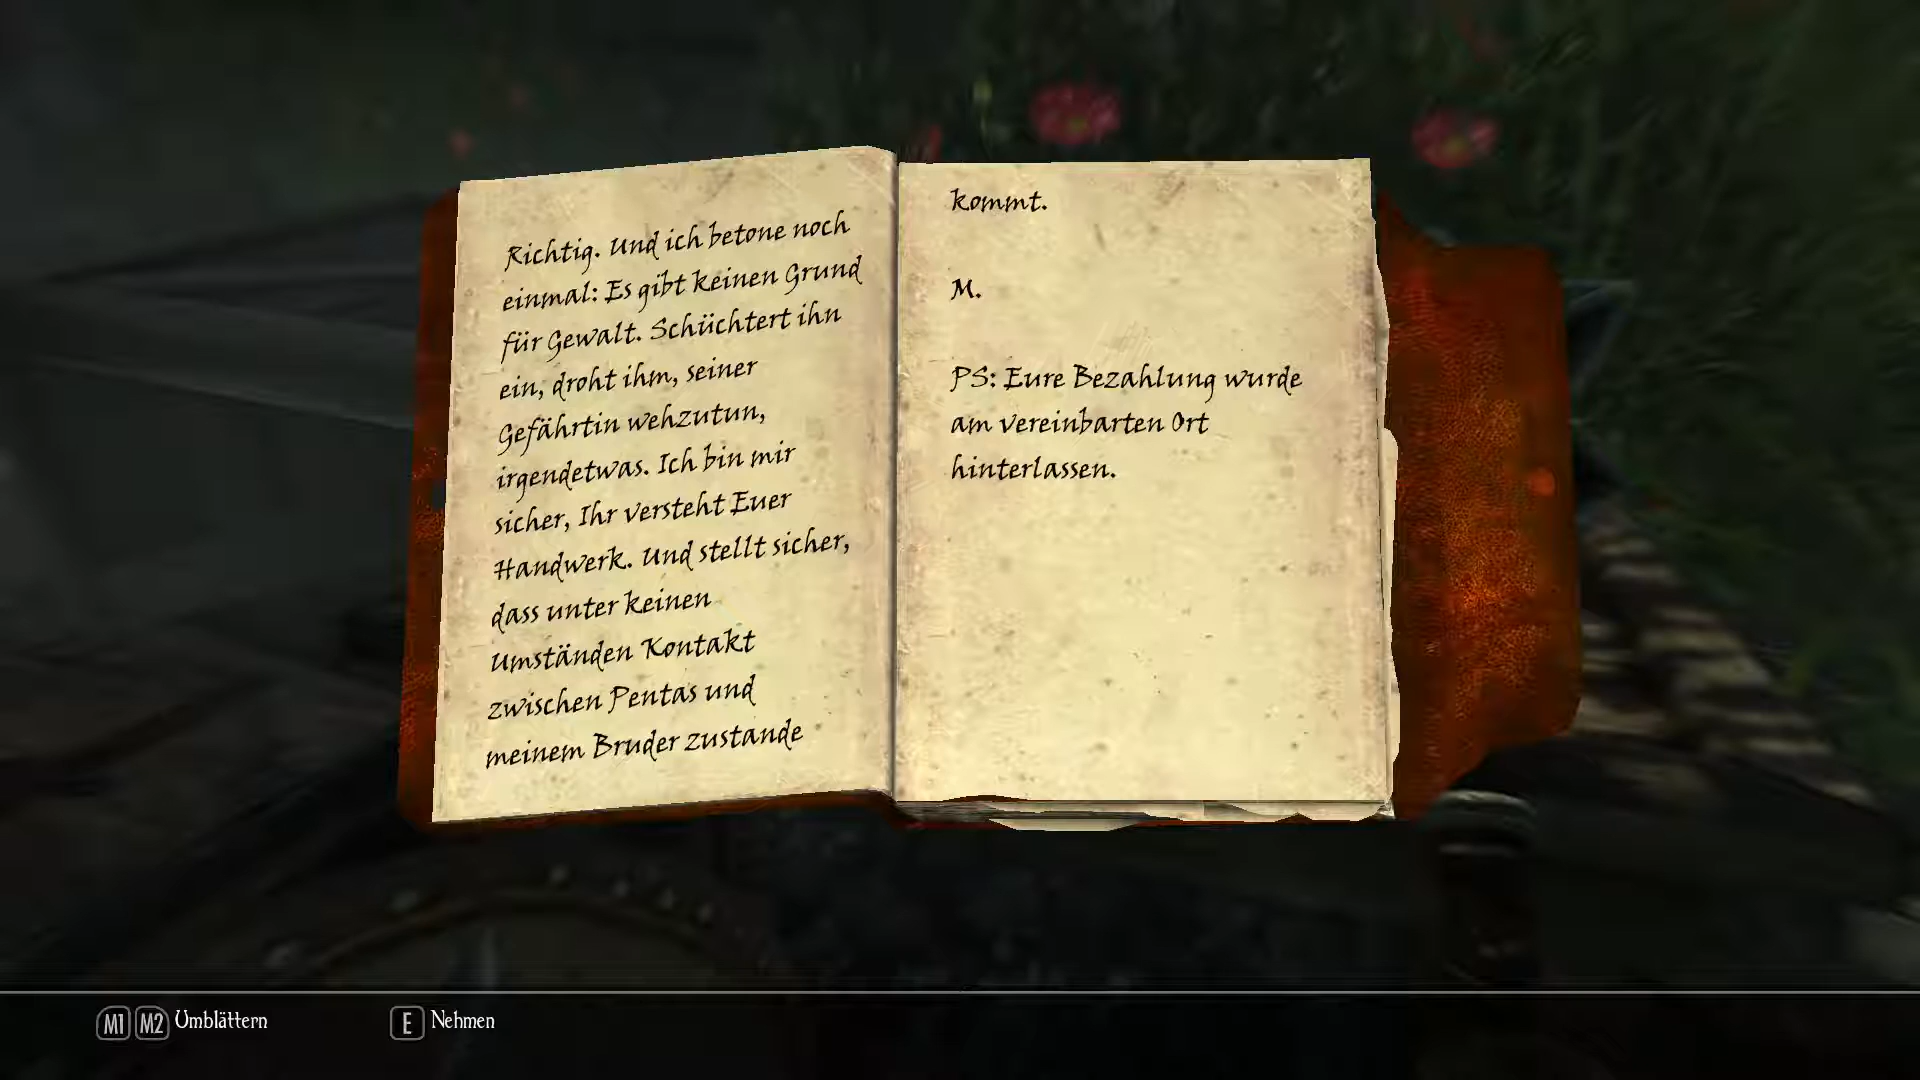 Richtig. Und ich betone noch
einmal: Es gibt keinen Grund
für Gewalt. Schüchtert ihn
ein, droht ihm, seiner
Gefährtin wehzutun,
irgendetwas. Ich bin mir
sicher, Ihr versteht Euer
Handwerk. Und stellt sicher,
dass unter keinen
Umständen Kontakt
zwischen Pentas und
meinem Bruder zustande
kommt.
M.
PS: Eure Bezahlung wurde
am vereinbarten Ort
hinterlassen.
M1 M2 Umblättern
E Nehmen